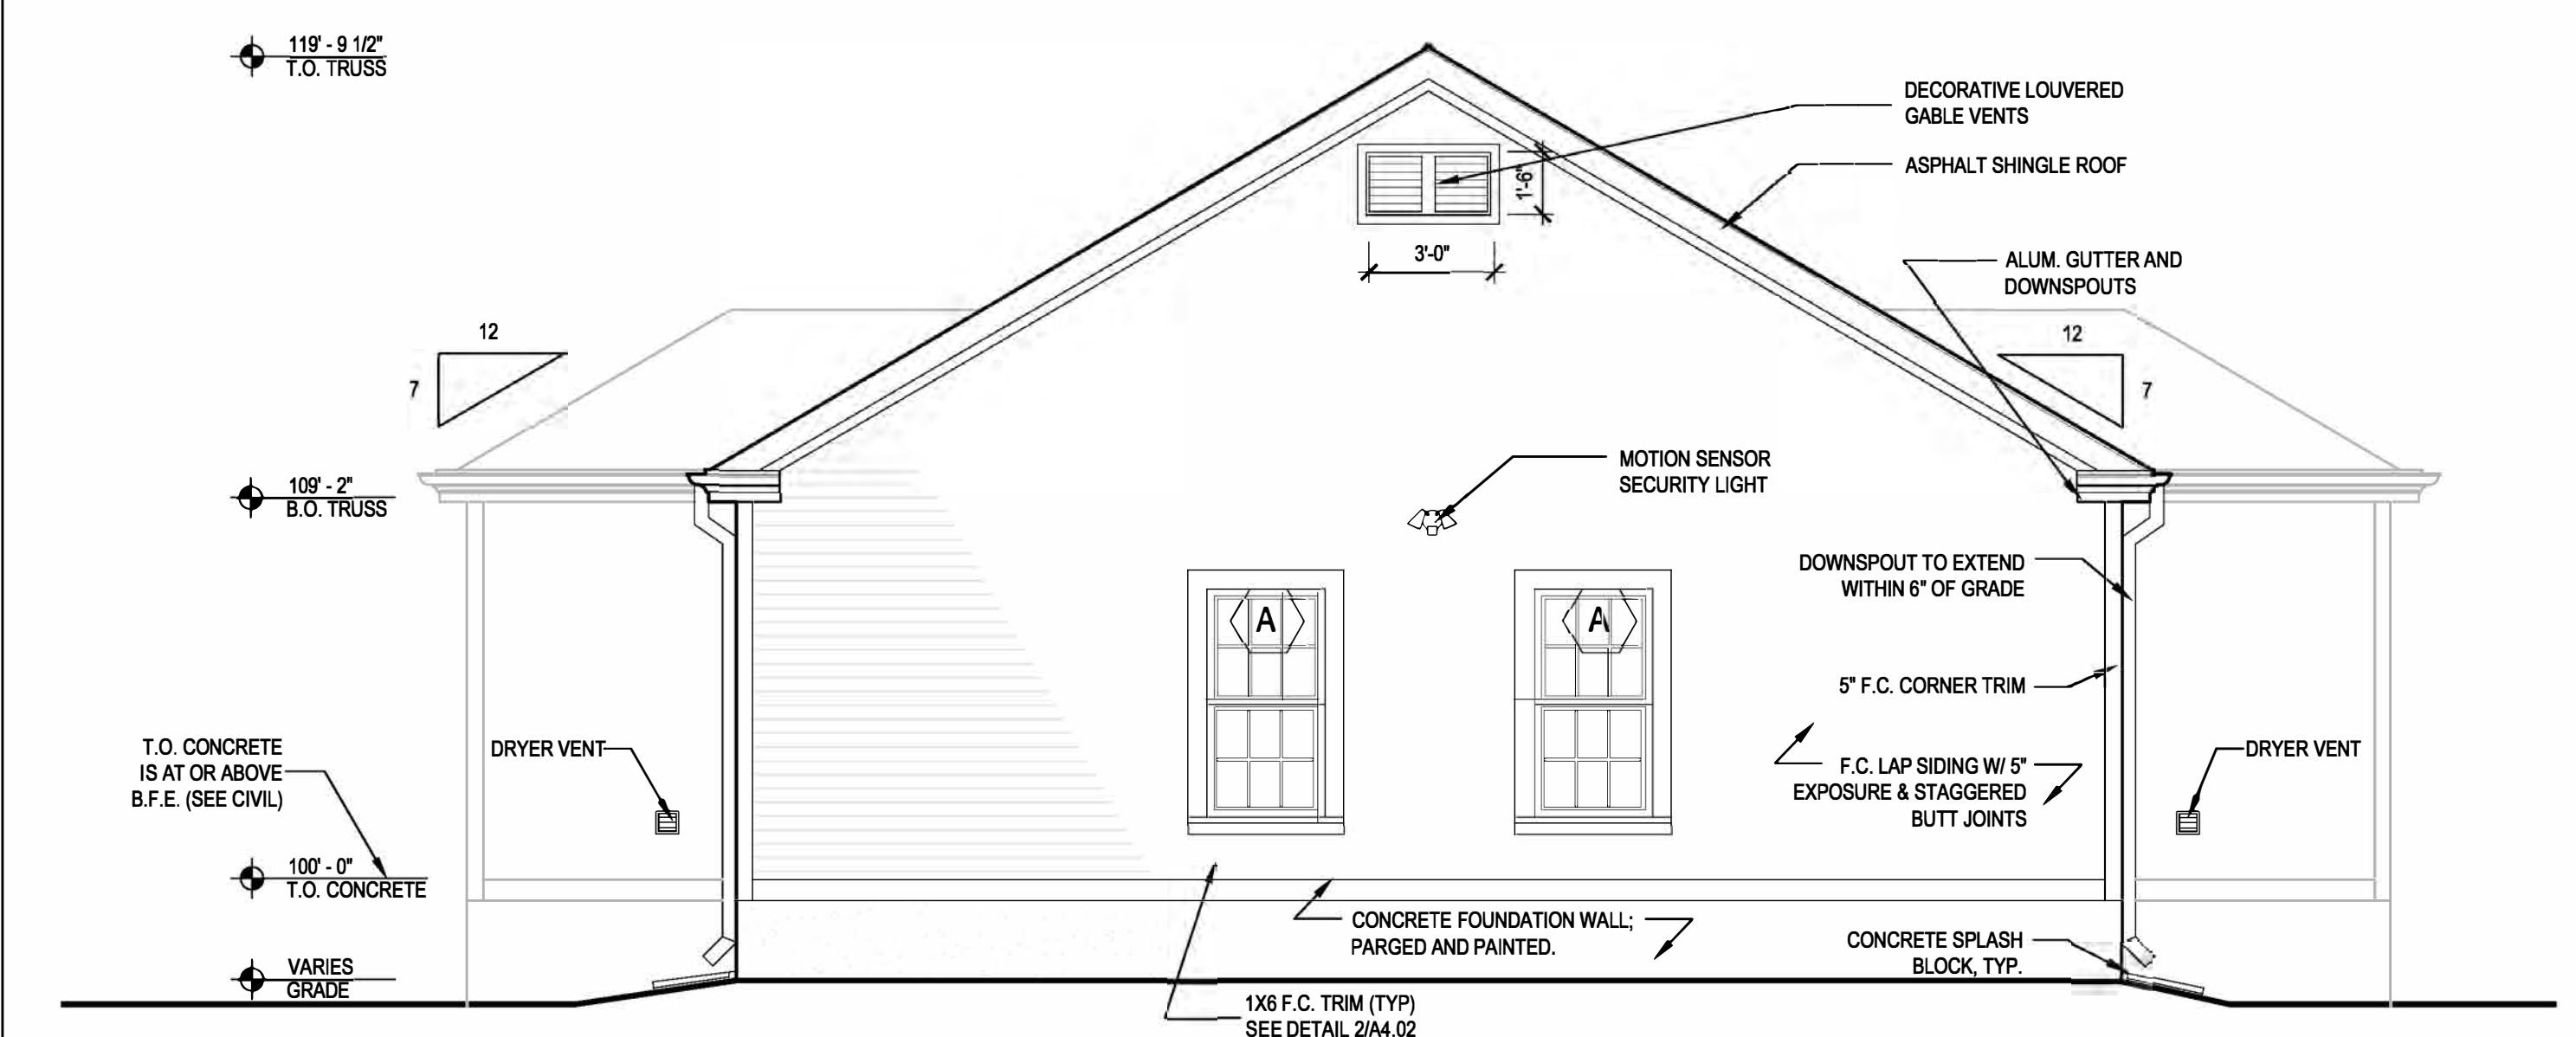 119' - 9 1/2"
T.O. TRUSS
DECORATIVE LOUVERED
GABLE VENTS
ASPHALT SHINGLE ROOF
1'-6"
3'-0"
ALUM. GUTTER AND
DOWNSPOUTS
12
7
12
7
109' - 2"
B.O. TRUSS
MOTION SENSOR
SECURITY LIGHT
DOWNSPOUT TO EXTEND
WITHIN 6" OF GRADE
A
A
5" F.C. CORNER TRIM
T.O. CONCRETE
IS AT OR ABOVE
B.F.E. (SEE CIVIL)
DRYER VENT
F.C. LAP SIDING W/ 5"
EXPOSURE & STAGGERED
BUTT JOINTS
DRYER VENT
100' - 0"
T.O. CONCRETE
CONCRETE FOUNDATION WALL;
PARGED AND PAINTED.
CONCRETE SPLASH
BLOCK, TYP.
VARIES
GRADE
1X6 F.C. TRIM (TYP)
SEE DETAIL 2/A4.02